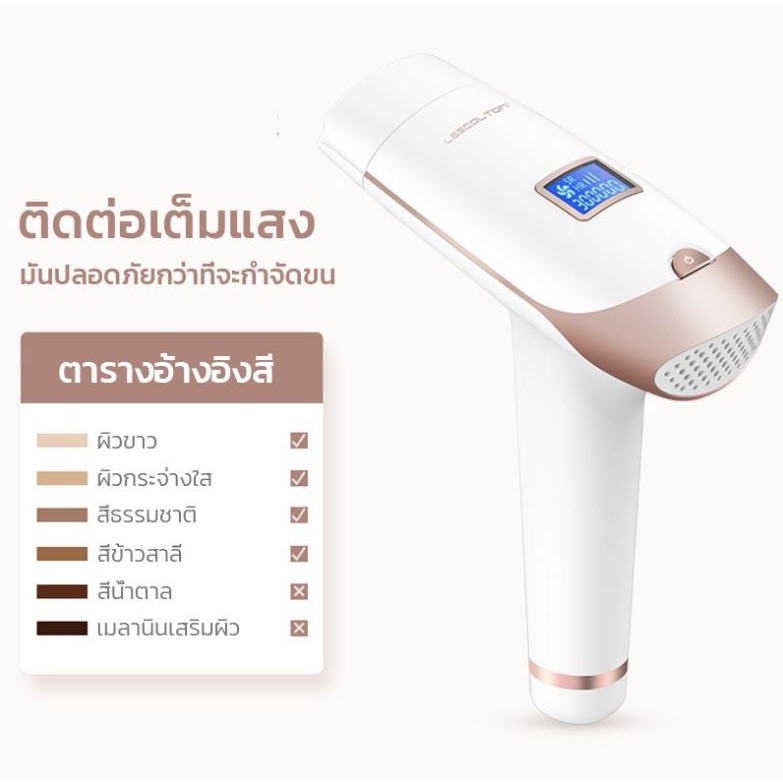 LESCOLTON
SR
HR
300000
ติดต่อเต็มแสง
มันปลอดภัยกว่าที่จะกำจัดขน
ตารางอ้างอิงสี
ผิวขาว
ผิวกระจ่างใส
สีธรรมชาติ
สีข้าวสาลี
สีน้ำตาล
เมลานินเสริมผิว